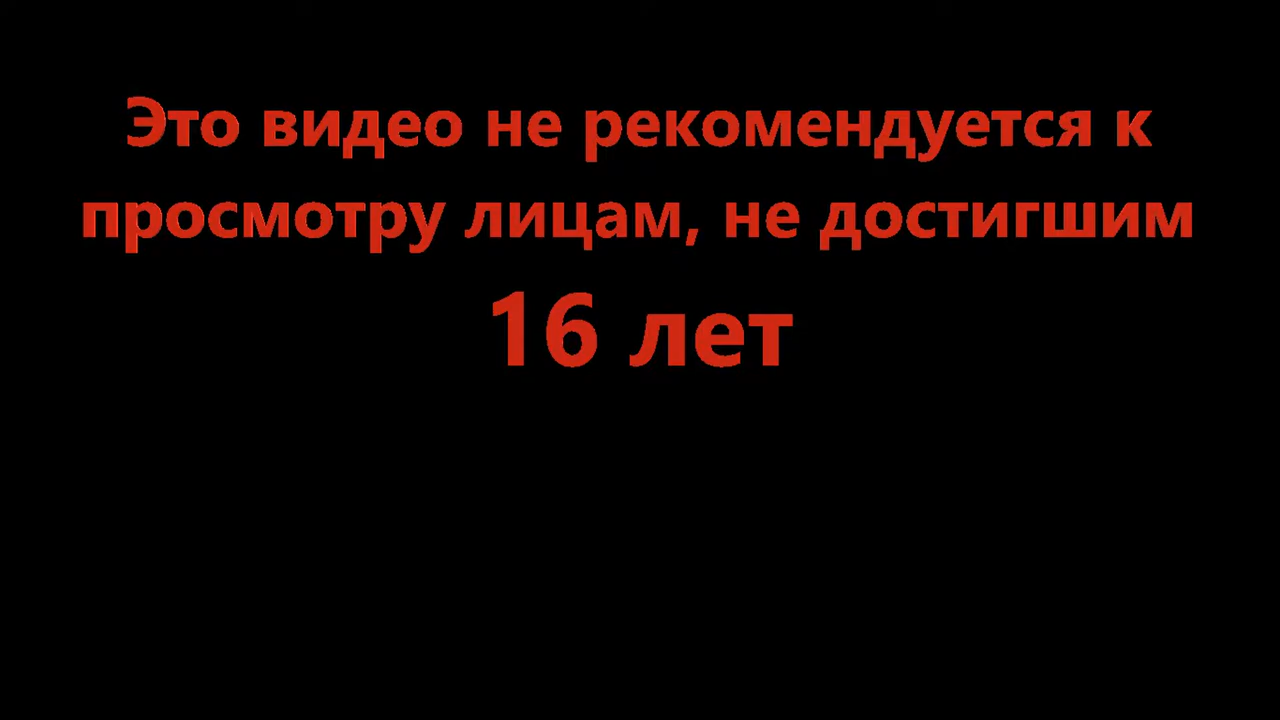 Это видео не рекомендуется к
просмотру лицам, не достигшим
16 лет